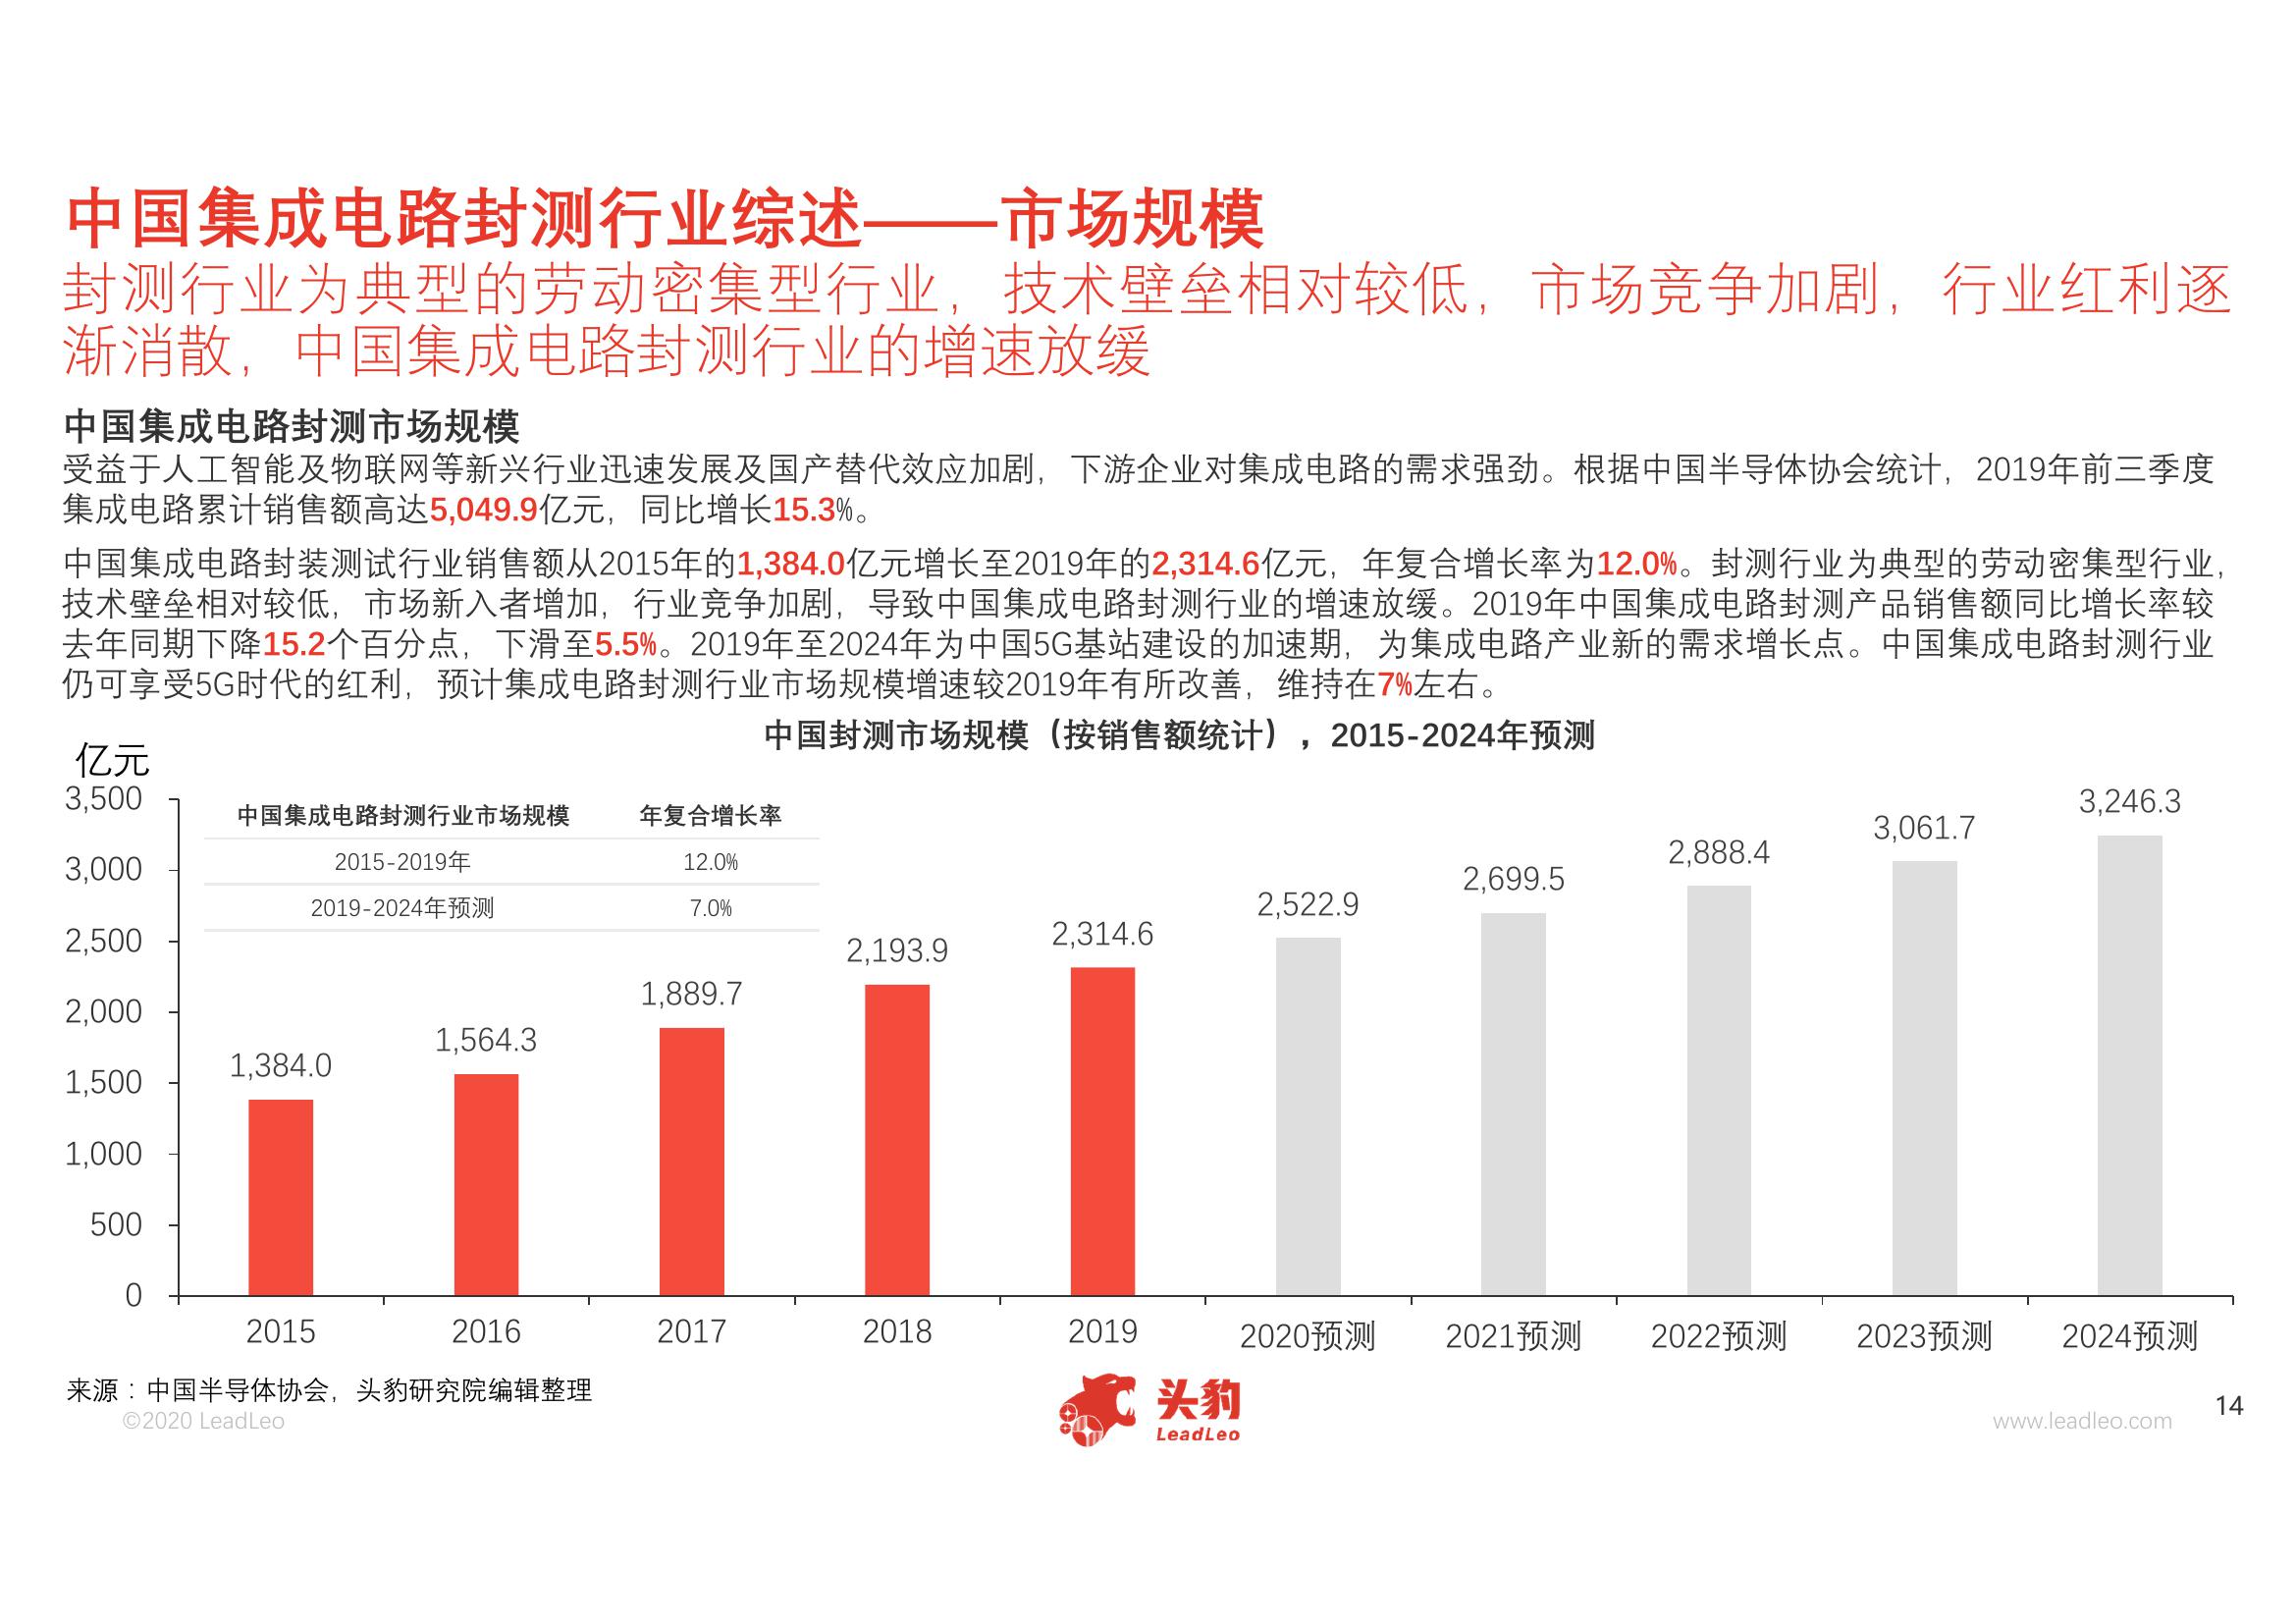 中国集成电路封测行业综述——市场规模
封测行业为典型的劳动密集型行业，技术壁垒相对较低，市场竞争加剧，行业红利逐
渐消散，中国集成电路封测行业的增速放缓
中国集成电路封测市场规模
受益于人工智能及物联网等新兴行业迅速发展及国产替代效应加剧，下游企业对集成电路的需求强劲。根据中国半导体协会统计，2019年前三季度
集成电路累计销售额高达5,049.9亿元，同比增长15.3%。
中国集成电路封装测试行业销售额从2015年的1,384.0亿元增长至2019年的2,314.6亿元，年复合增长率为12.0%。封测行业为典型的劳动密集型行业，
技术壁垒相对较低，市场新入者增加，行业竞争加剧，导致中国集成电路封测行业的增速放缓。2019年中国集成电路封测产品销售额同比增长率较
去年同期下降15.2个百分点，下滑至5.5%。2019年至2024年为中国5G基站建设的加速期，为集成电路产业新的需求增长点。中国集成电路封测行业
仍可享受5G时代的红利，预计集成电路封测行业市场规模增速较2019年有所改善，维持在7%左右。
中国封测市场规模（按销售额统计），2015-2024年预测
亿元
3,500
3,000
2,500
2,000
1,500
1,000
500
0
中国集成电路封测行业市场规模 年复合增长率
2015-2019年 12.0%
2019-2024年预测 7.0%
1,384.0
1,564.3
1,889.7
2,193.9
2,314.6
2,522.9
2,699.5
2,888.4
3,061.7
3,246.3
2015 2016 2017 2018 2019 2020预测 2021预测 2022预测 2023预测 2024预测
来源：中国半导体协会，头豹研究院编辑整理
©2020 LeadLeo
头豹
LeadLeo
www.leadleo.com
14